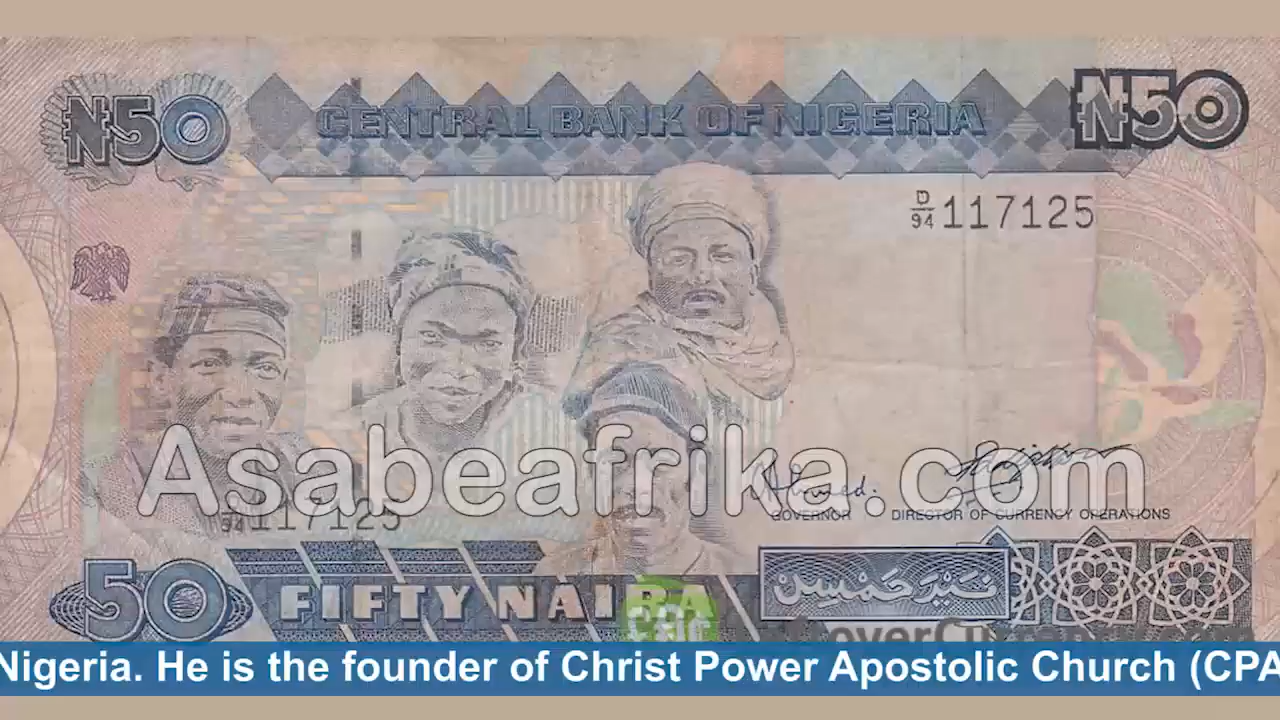 ₦50 CENTRAL BANK OF NIGERIA ₦50
D/94 117125
Asabeafrika.com
D/94 117125
GOVERNOR DIRECTOR OF CURRENCY OPERATIONS
50 FIFTY NAIRA نَيْرَ خَمْسِينْ
Nigeria. He is the founder of Christ Power Apostolic Church (CPA